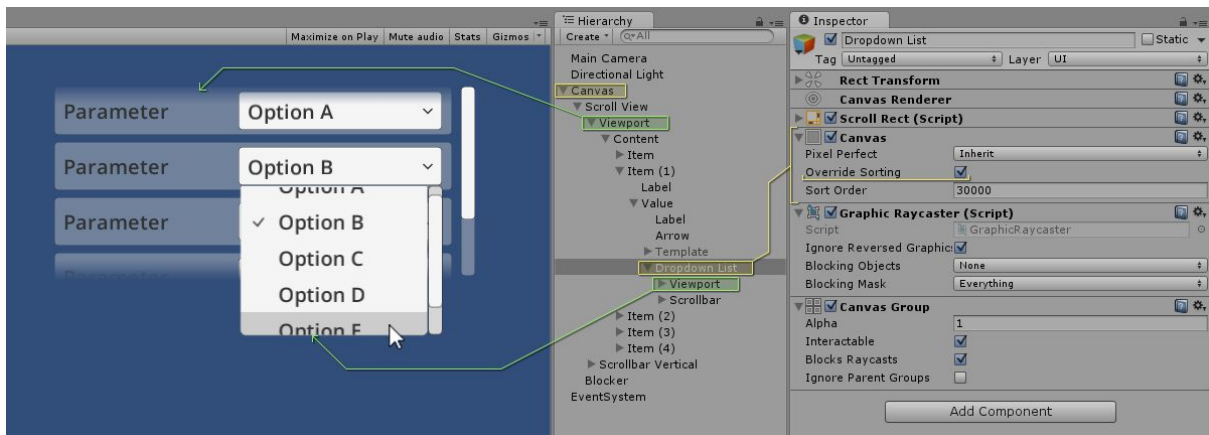 Maximize on Play Mute audio Stats Gizmos
Parameter Option A
Parameter Option B
Option A
Parameter
Option B
Option C
Option D
Option E
Hierarchy
Create All
Main Camera
Directional Light
Canvas
Scroll View
Viewport
Content
Item
Item (1)
Label
Value
Label
Arrow
Template
Dropdown List
Viewport
Scrollbar
Item (2)
Item (3)
Item (4)
Scrollbar Vertical
Blocker
EventSystem
Inspector
Dropdown List Static
Tag Untagged Layer UI
Rect Transform
Canvas Renderer
Scroll Rect (Script)
Canvas
Pixel Perfect Inherit
Override Sorting
Sort Order 30000
Graphic Raycaster (Script)
Script GraphicRaycaster
Ignore Reversed Graphic
Blocking Objects None
Blocking Mask Everything
Canvas Group
Alpha 1
Interactable
Blocks Raycasts
Ignore Parent Groups
Add Component